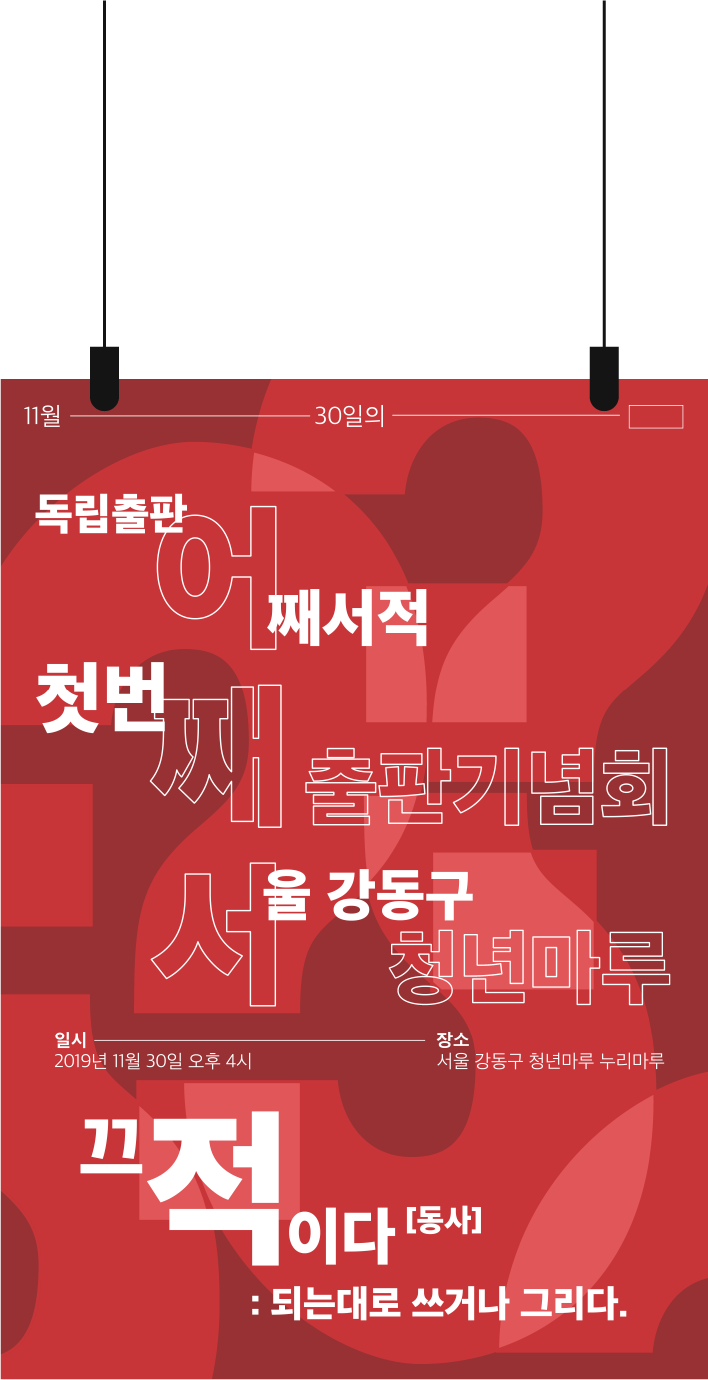 11월 30일의
독립출판
어
째서적
첫번
째
출판기념회
서
울 강동구
청년마루
일시
2019년 11월 30일 오후 4시
장소
서울 강동구 청년마루 누리마루
끄적이다 [동사]
: 되는대로 쓰거나 그리다.